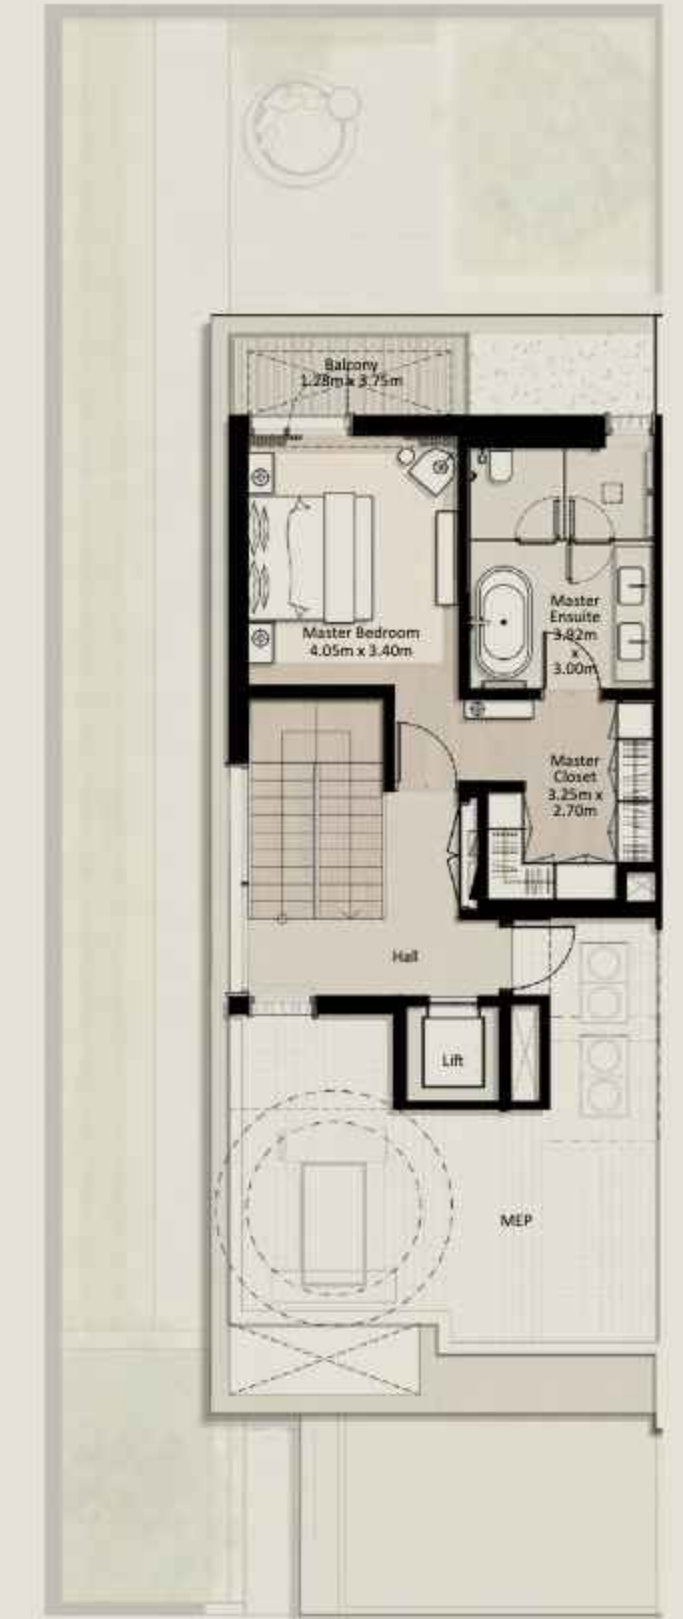 Balcony
1.28m x 3.75m
Master Bedroom
4.05m x 3.40m
Master
Ensuite
3.92m
x
3.00m
Master
Closet
3.25m x
2.70m
Hall
Lift
MEP